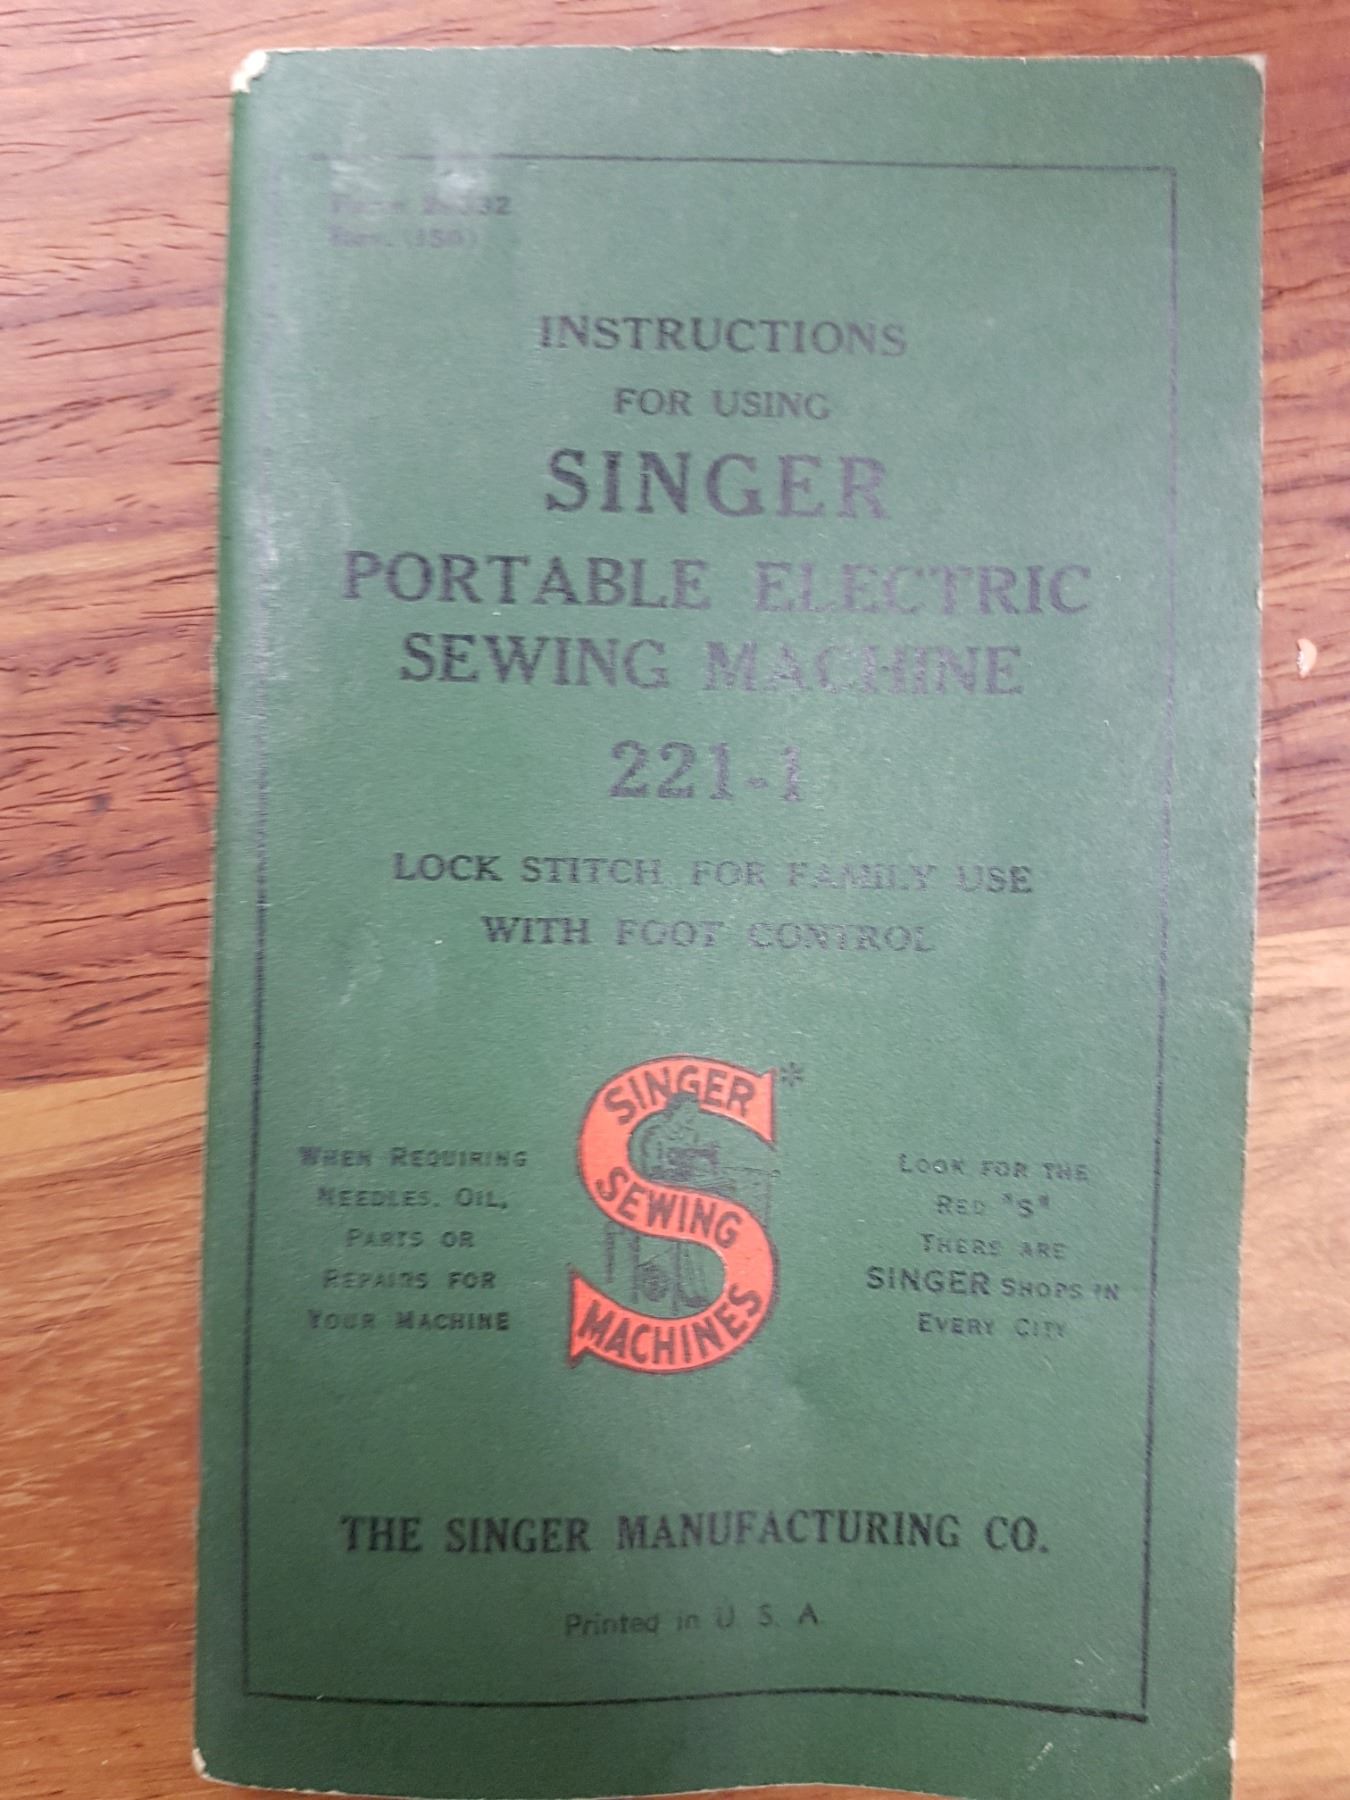 INSTRUCTIONS
FOR USING
SINGER
PORTABLE ELECTRIC
SEWING MACHINE
221-1
LOCK STITCH FOR FAMILY USE
WITH FOOT CONTROL
SINGER *
SEWING
MACHINES
WHEN REQUIRING
NEEDLES, OIL,
PARTS OR
REPAIRS FOR
YOUR MACHINE
LOOK FOR THE
RED "S"
THERE ARE
SINGER SHOPS IN
EVERY CITY
THE SINGER MANUFACTURING CO.
Printed in U. S. A.